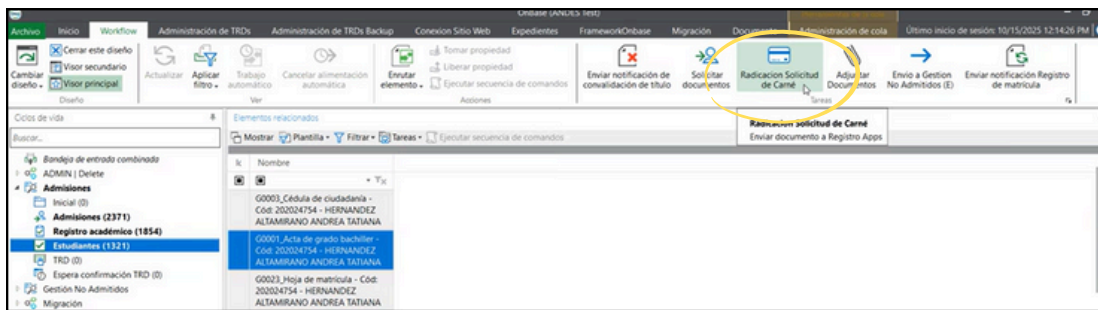 OnBase (ANDES Test)
Archivo Inicio Workflow Administración de TRDs Administración de TRDs Backup Conexion Sitio Web Expedientes FrameworkOnbase Migración Documento Administración de cola Último inicio de sesión: 10/15/2025 12:14:26 PM
Cambiar diseño
Cerrar este diseño
Visor secundario
Visor principal
Diseño
Actualizar
Aplicar filtro
Trabajo automático
Cancelar alimentación automática
Ver
Enrutar elemento
Tomar propiedad
Liberar propiedad
Ejecutar secuencia de comandos
Acciones
Enviar notificación de
convalidación de título
Solicitar
documentos
Radicacion Solicitud
de Carné
Adjuntar
Documentos
Envio a Gestion
No Admitidos (E)
Enviar notificación Registro
de matrícula
Tareas
Radicacion Solicitud de Carné
Enviar documento a Registro Apps
Ciclos de vida
Buscar...
Bandeja de entrada combinada
ADMIN | Delete
Admisiones
Inicial (0)
Admisiones (2371)
Registro académico (1854)
Estudiantes (1321)
TRD (0)
Espera confirmación TRD (0)
Gestión No Admitidos
Migración
Elementos relacionados
Mostrar Plantilla Filtrar Tareas Ejecutar secuencia de comandos
Nombre
G0003_Cédula de ciudadanía -
Cód: 202024754 - HERNANDEZ
ALTAMIRANO ANDREA TATIANA
G0001_Acta de grado bachiller -
Cód: 202024754 - HERNANDEZ
ALTAMIRANO ANDREA TATIANA
G0023_Hoja de matrícula - Cód:
202024754 - HERNANDEZ
ALTAMIRANO ANDREA TATIANA